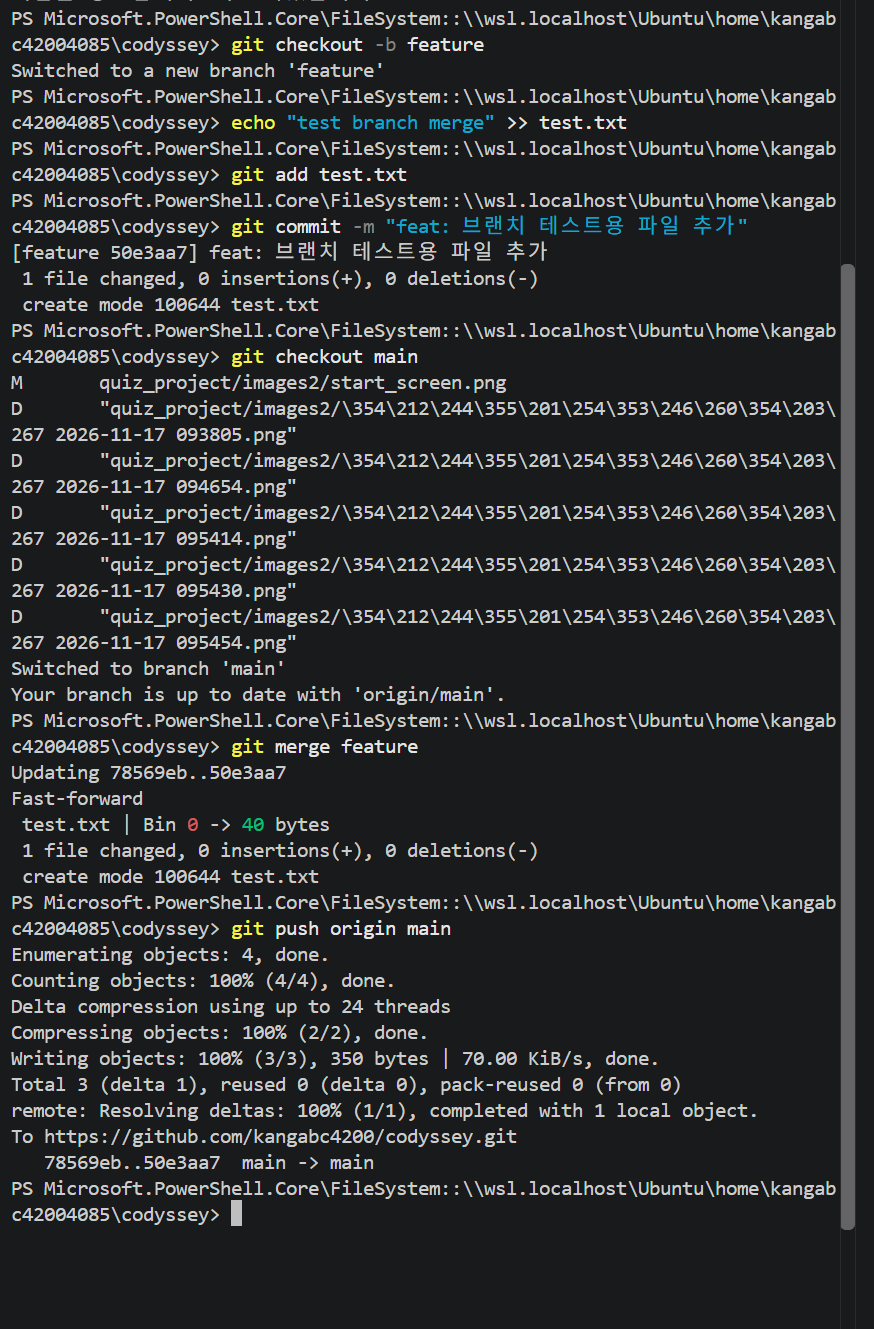 PS Microsoft.PowerShell.Core\FileSystem::\\wsl.localhost\Ubuntu\home\kangab
c42004085\codyssey> git checkout -b feature
Switched to a new branch 'feature'
PS Microsoft.PowerShell.Core\FileSystem::\\wsl.localhost\Ubuntu\home\kangab
c42004085\codyssey> echo "test branch merge" >> test.txt
PS Microsoft.PowerShell.Core\FileSystem::\\wsl.localhost\Ubuntu\home\kangab
c42004085\codyssey> git add test.txt
PS Microsoft.PowerShell.Core\FileSystem::\\wsl.localhost\Ubuntu\home\kangab
c42004085\codyssey> git commit -m "feat: 브랜치 테스트용 파일 추가"
[feature 50e3aa7] feat: 브랜치 테스트용 파일 추가
 1 file changed, 0 insertions(+), 0 deletions(-)
 create mode 100644 test.txt
PS Microsoft.PowerShell.Core\FileSystem::\\wsl.localhost\Ubuntu\home\kangab
c42004085\codyssey> git checkout main
M       quiz_project/images2/start_screen.png
D       "quiz_project/images2/\354\212\244\355\201\254\353\246\260\354\203\
267 2026-11-17 093805.png"
D       "quiz_project/images2/\354\212\244\355\201\254\353\246\260\354\203\
267 2026-11-17 094654.png"
D       "quiz_project/images2/\354\212\244\355\201\254\353\246\260\354\203\
267 2026-11-17 095414.png"
D       "quiz_project/images2/\354\212\244\355\201\254\353\246\260\354\203\
267 2026-11-17 095430.png"
D       "quiz_project/images2/\354\212\244\355\201\254\353\246\260\354\203\
267 2026-11-17 095454.png"
Switched to branch 'main'
Your branch is up to date with 'origin/main'.
PS Microsoft.PowerShell.Core\FileSystem::\\wsl.localhost\Ubuntu\home\kangab
c42004085\codyssey> git merge feature
Updating 78569eb..50e3aa7
Fast-forward
 test.txt | Bin 0 -> 40 bytes
 1 file changed, 0 insertions(+), 0 deletions(-)
 create mode 100644 test.txt
PS Microsoft.PowerShell.Core\FileSystem::\\wsl.localhost\Ubuntu\home\kangab
c42004085\codyssey> git push origin main
Enumerating objects: 4, done.
Counting objects: 100% (4/4), done.
Delta compression using up to 24 threads
Compressing objects: 100% (2/2), done.
Writing objects: 100% (3/3), 350 bytes | 70.00 KiB/s, done.
Total 3 (delta 1), reused 0 (delta 0), pack-reused 0 (from 0)
remote: Resolving deltas: 100% (1/1), completed with 1 local object.
To https://github.com/kangabc4200/codyssey.git
   78569eb..50e3aa7  main -> main
PS Microsoft.PowerShell.Core\FileSystem::\\wsl.localhost\Ubuntu\home\kangab
c42004085\codyssey>